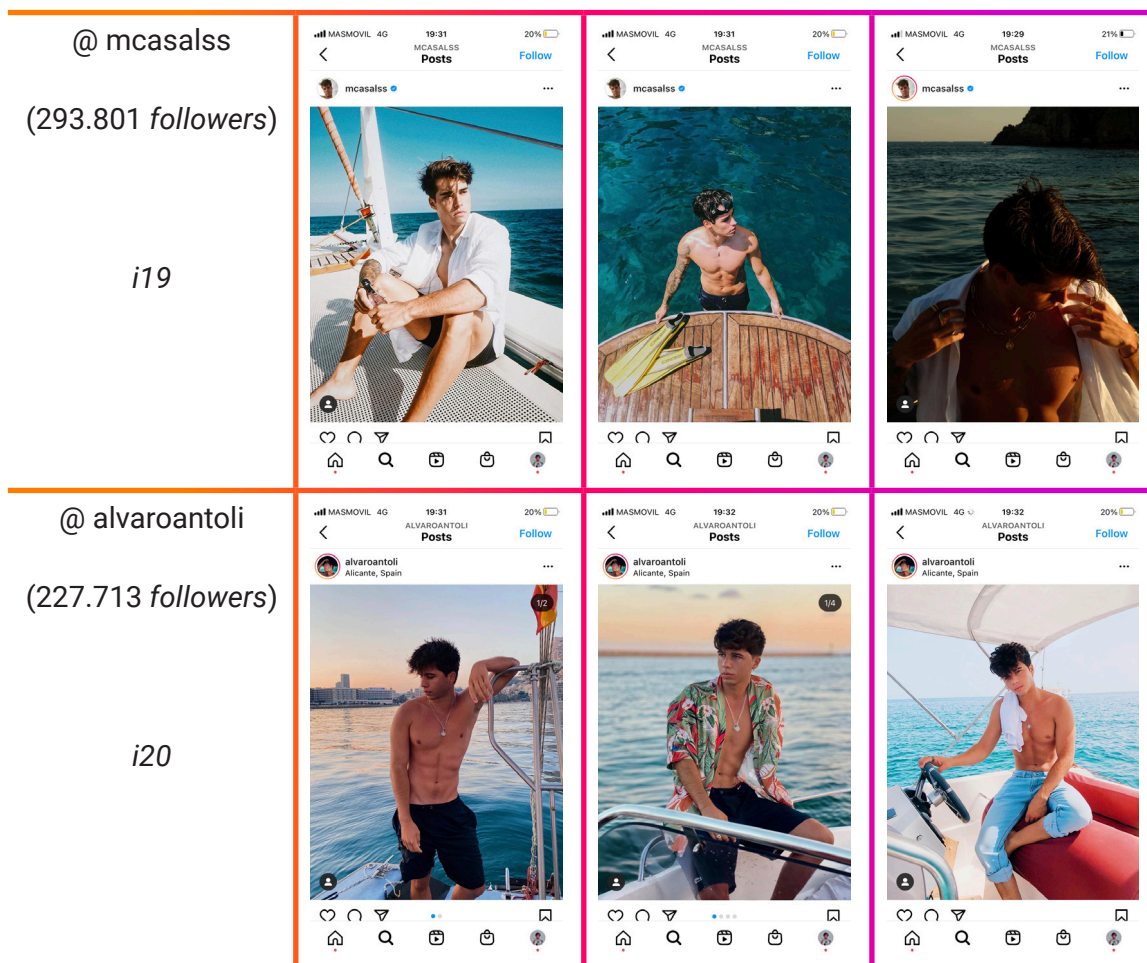 @ mcasalss
(293.801 followers)
i19
MASMOVIL 4G 19:31 20%
MCASALSS
Posts
Follow
mcasalss
MASMOVIL 4G 19:31 20%
MCASALSS
Posts
Follow
mcasalss
MASMOVIL 4G 19:29 21%
MCASALSS
Posts
Follow
mcasalss
@ alvaroantoli
(227.713 followers)
i20
MASMOVIL 4G 19:31 20%
ALVAROANTOLI
Posts
Follow
alvaroantoli
Alicante, Spain
1/2
MASMOVIL 4G 19:32 20%
ALVAROANTOLI
Posts
Follow
alvaroantoli
Alicante, Spain
1/4
MASMOVIL 4G 19:32 20%
ALVAROANTOLI
Posts
Follow
alvaroantoli
Alicante, Spain